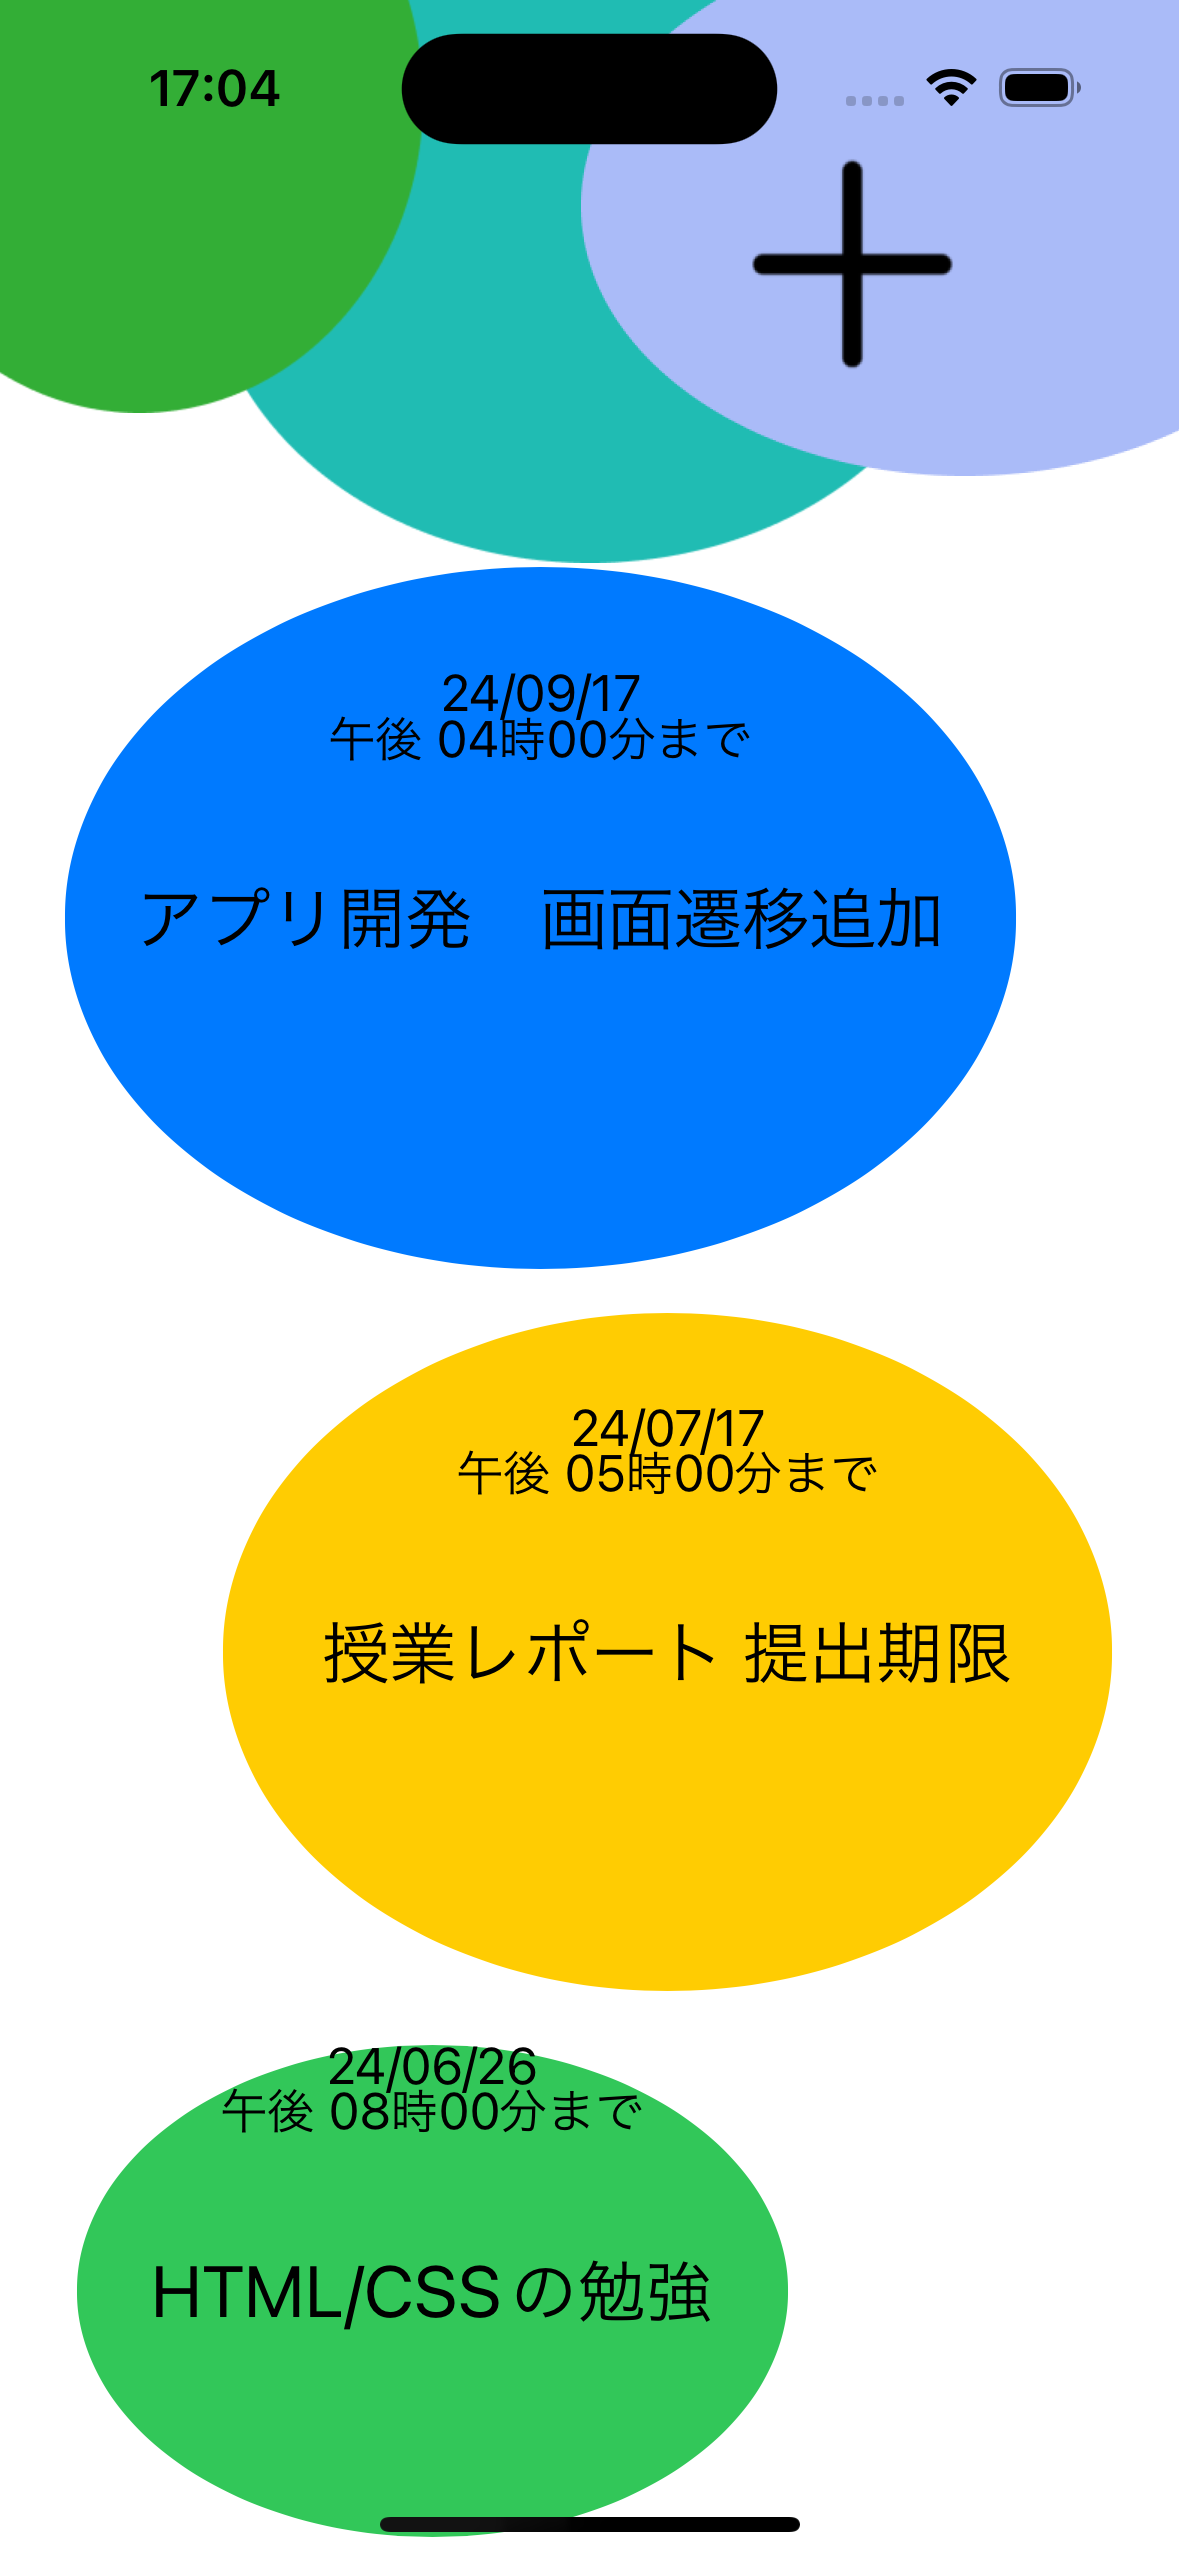 17:04
24/09/17
午後 04時00分まで
アプリ開発　画面遷移追加
24/07/17
午後 05時00分まで
授業レポート 提出期限
24/06/26
午後 08時00分まで
HTML/CSSの勉強